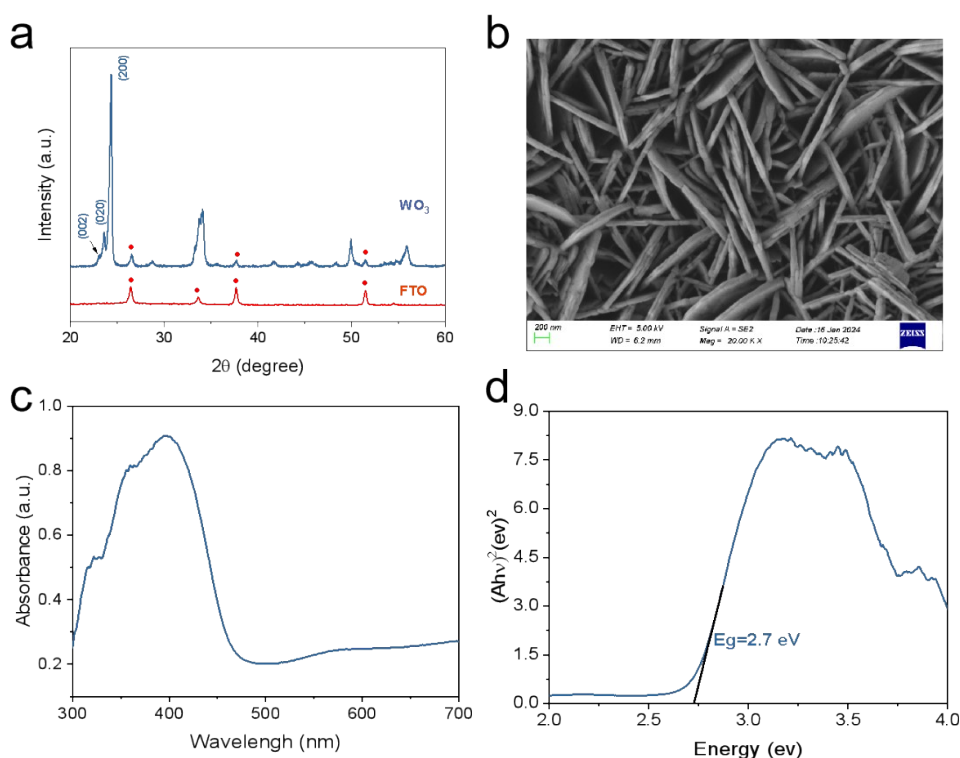 a
Intensity (a.u.)
(002)
(020)
(200)
WO₃
FTO
20 30 40 50 60
2θ (degree)
b
200 nm
EHT = 5.00 kV
WD = 6.2 mm
Signal A = SE2
Mag = 20.00 K X
Date :16 Jan 2024
Time :10:25:42
ZEISS
c
Absorbance (a.u.)
1.0
0.8
0.6
0.4
0.2
300 400 500 600 700
Wavelengh (nm)
d
(Ahν)²(ev)²
9.0
7.5
6.0
4.5
3.0
1.5
0.0
Eg=2.7 eV
2.0 2.5 3.0 3.5 4.0
Energy (ev)